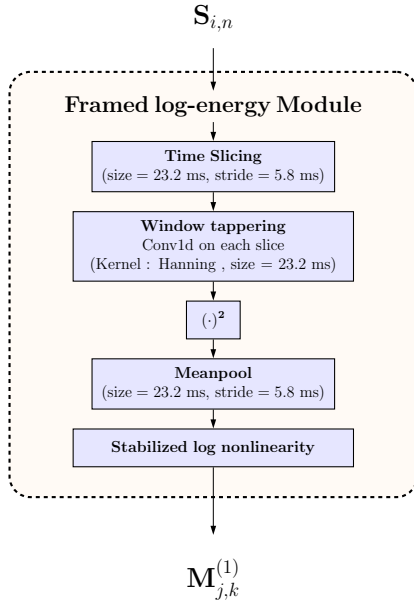 S_{i,n}
Framed log-energy Module
Time Slicing
(size = 23.2 ms, stride = 5.8 ms)
Window tappering
Conv1d on each slice
(Kernel : Hanning , size = 23.2 ms)
(·)²
Meanpool
(size = 23.2 ms, stride = 5.8 ms)
Stabilized log nonlinearity
M_{j,k}^{(1)}